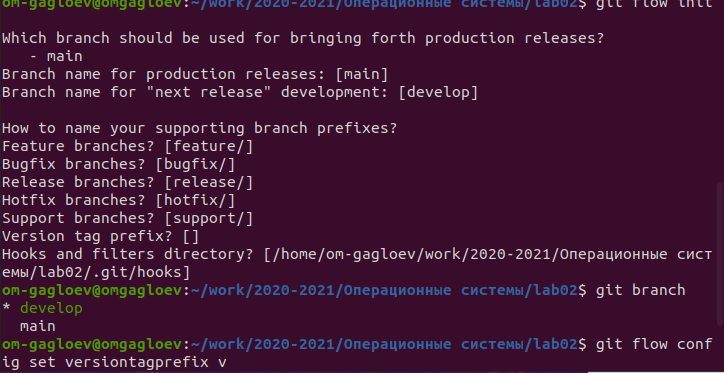 om-gagloev@omgagloev:~/work/2020-2021/Операционные системы/lab02$ git flow init
Which branch should be used for bringing forth production releases?
   - main
Branch name for production releases: [main]
Branch name for "next release" development: [develop]
How to name your supporting branch prefixes?
Feature branches? [feature/]
Bugfix branches? [bugfix/]
Release branches? [release/]
Hotfix branches? [hotfix/]
Support branches? [support/]
Version tag prefix? []
Hooks and filters directory? [/home/om-gagloev/work/2020-2021/Операционные сист
емы/lab02/.git/hooks]
om-gagloev@omgagloev:~/work/2020-2021/Операционные системы/lab02$ git branch
* develop
  main
om-gagloev@omgagloev:~/work/2020-2021/Операционные системы/lab02$ git flow conf
ig set versiontagprefix v